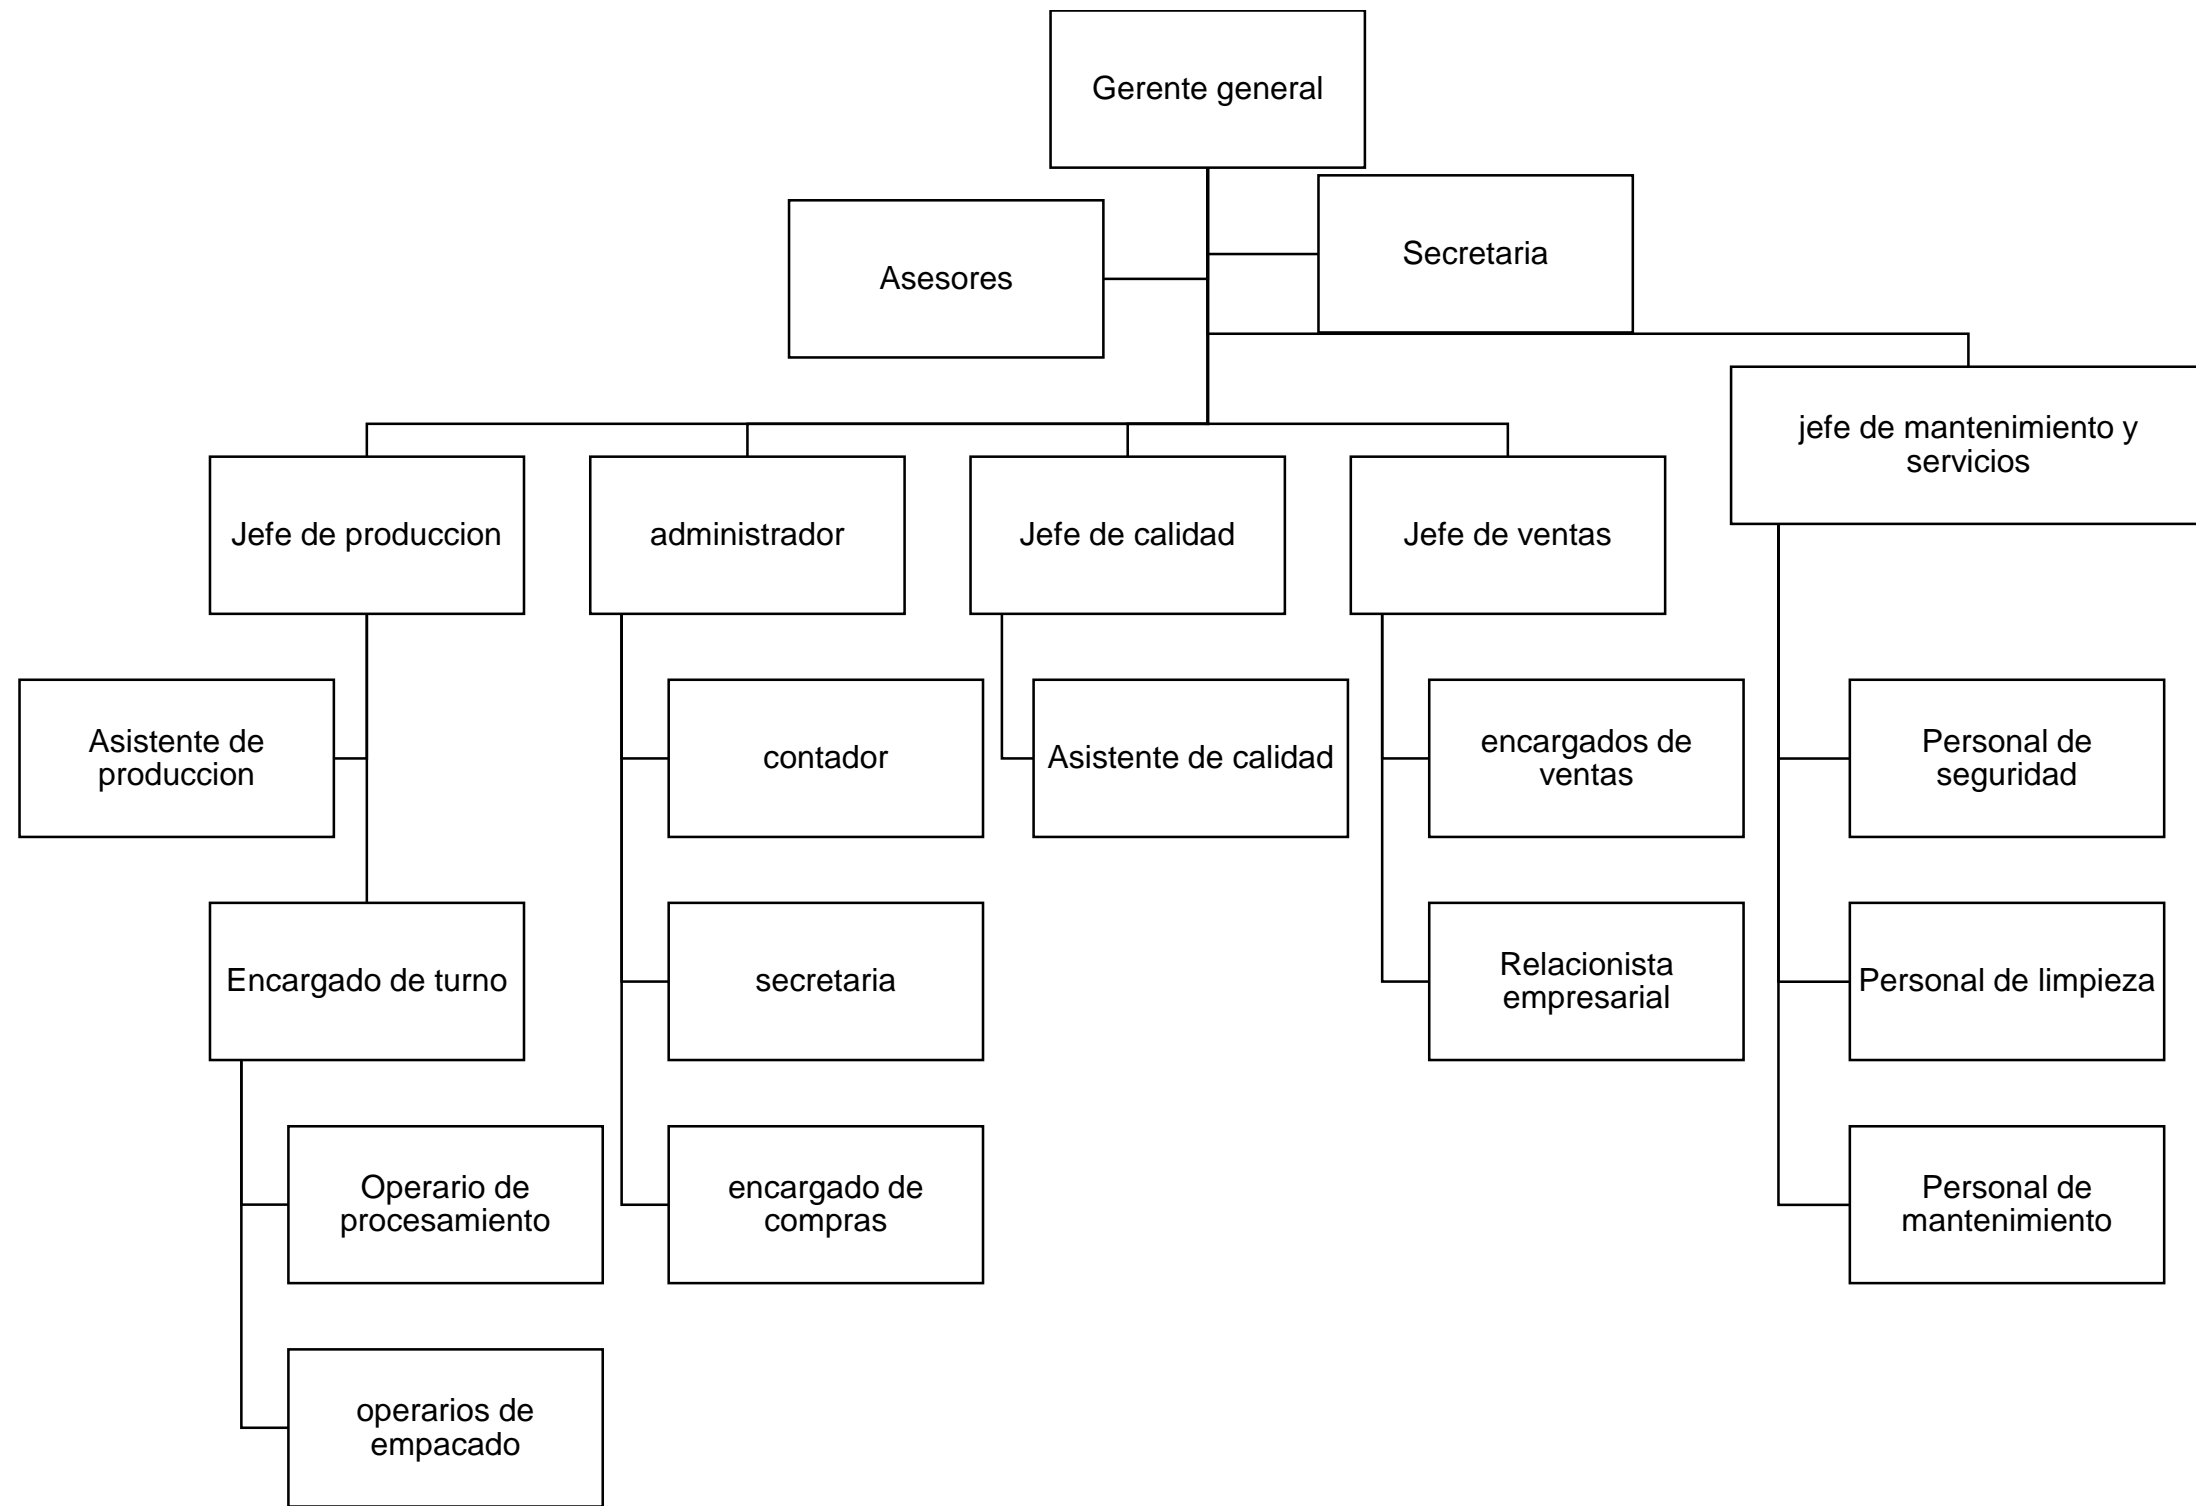 Gerente general
Secretaria
Asesores
jefe de mantenimiento y
servicios
Jefe de produccion
administrador
Jefe de calidad
Jefe de ventas
Asistente de
produccion
contador
Asistente de calidad
encargados de
ventas
Personal de
seguridad
Encargado de turno
secretaria
Relacionista
empresarial
Personal de limpieza
Operario de
procesamiento
encargado de
compras
Personal de
mantenimiento
operarios de
empacado